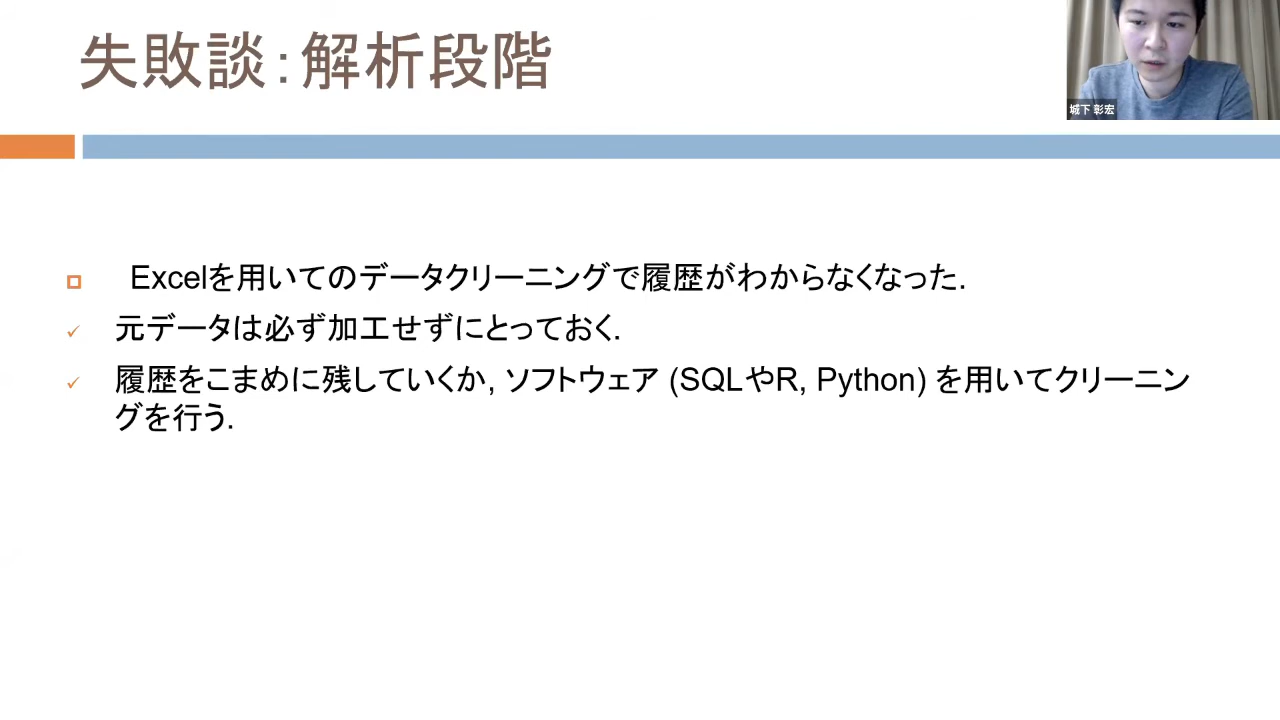 失敗談：解析段階
城下 彰宏
Excelを用いてのデータクリーニングで履歴がわからなくなった.
元データは必ず加工せずにとっておく.
履歴をこまめに残していくか, ソフトウェア (SQLやR, Python) を用いてクリーニン
グを行う.